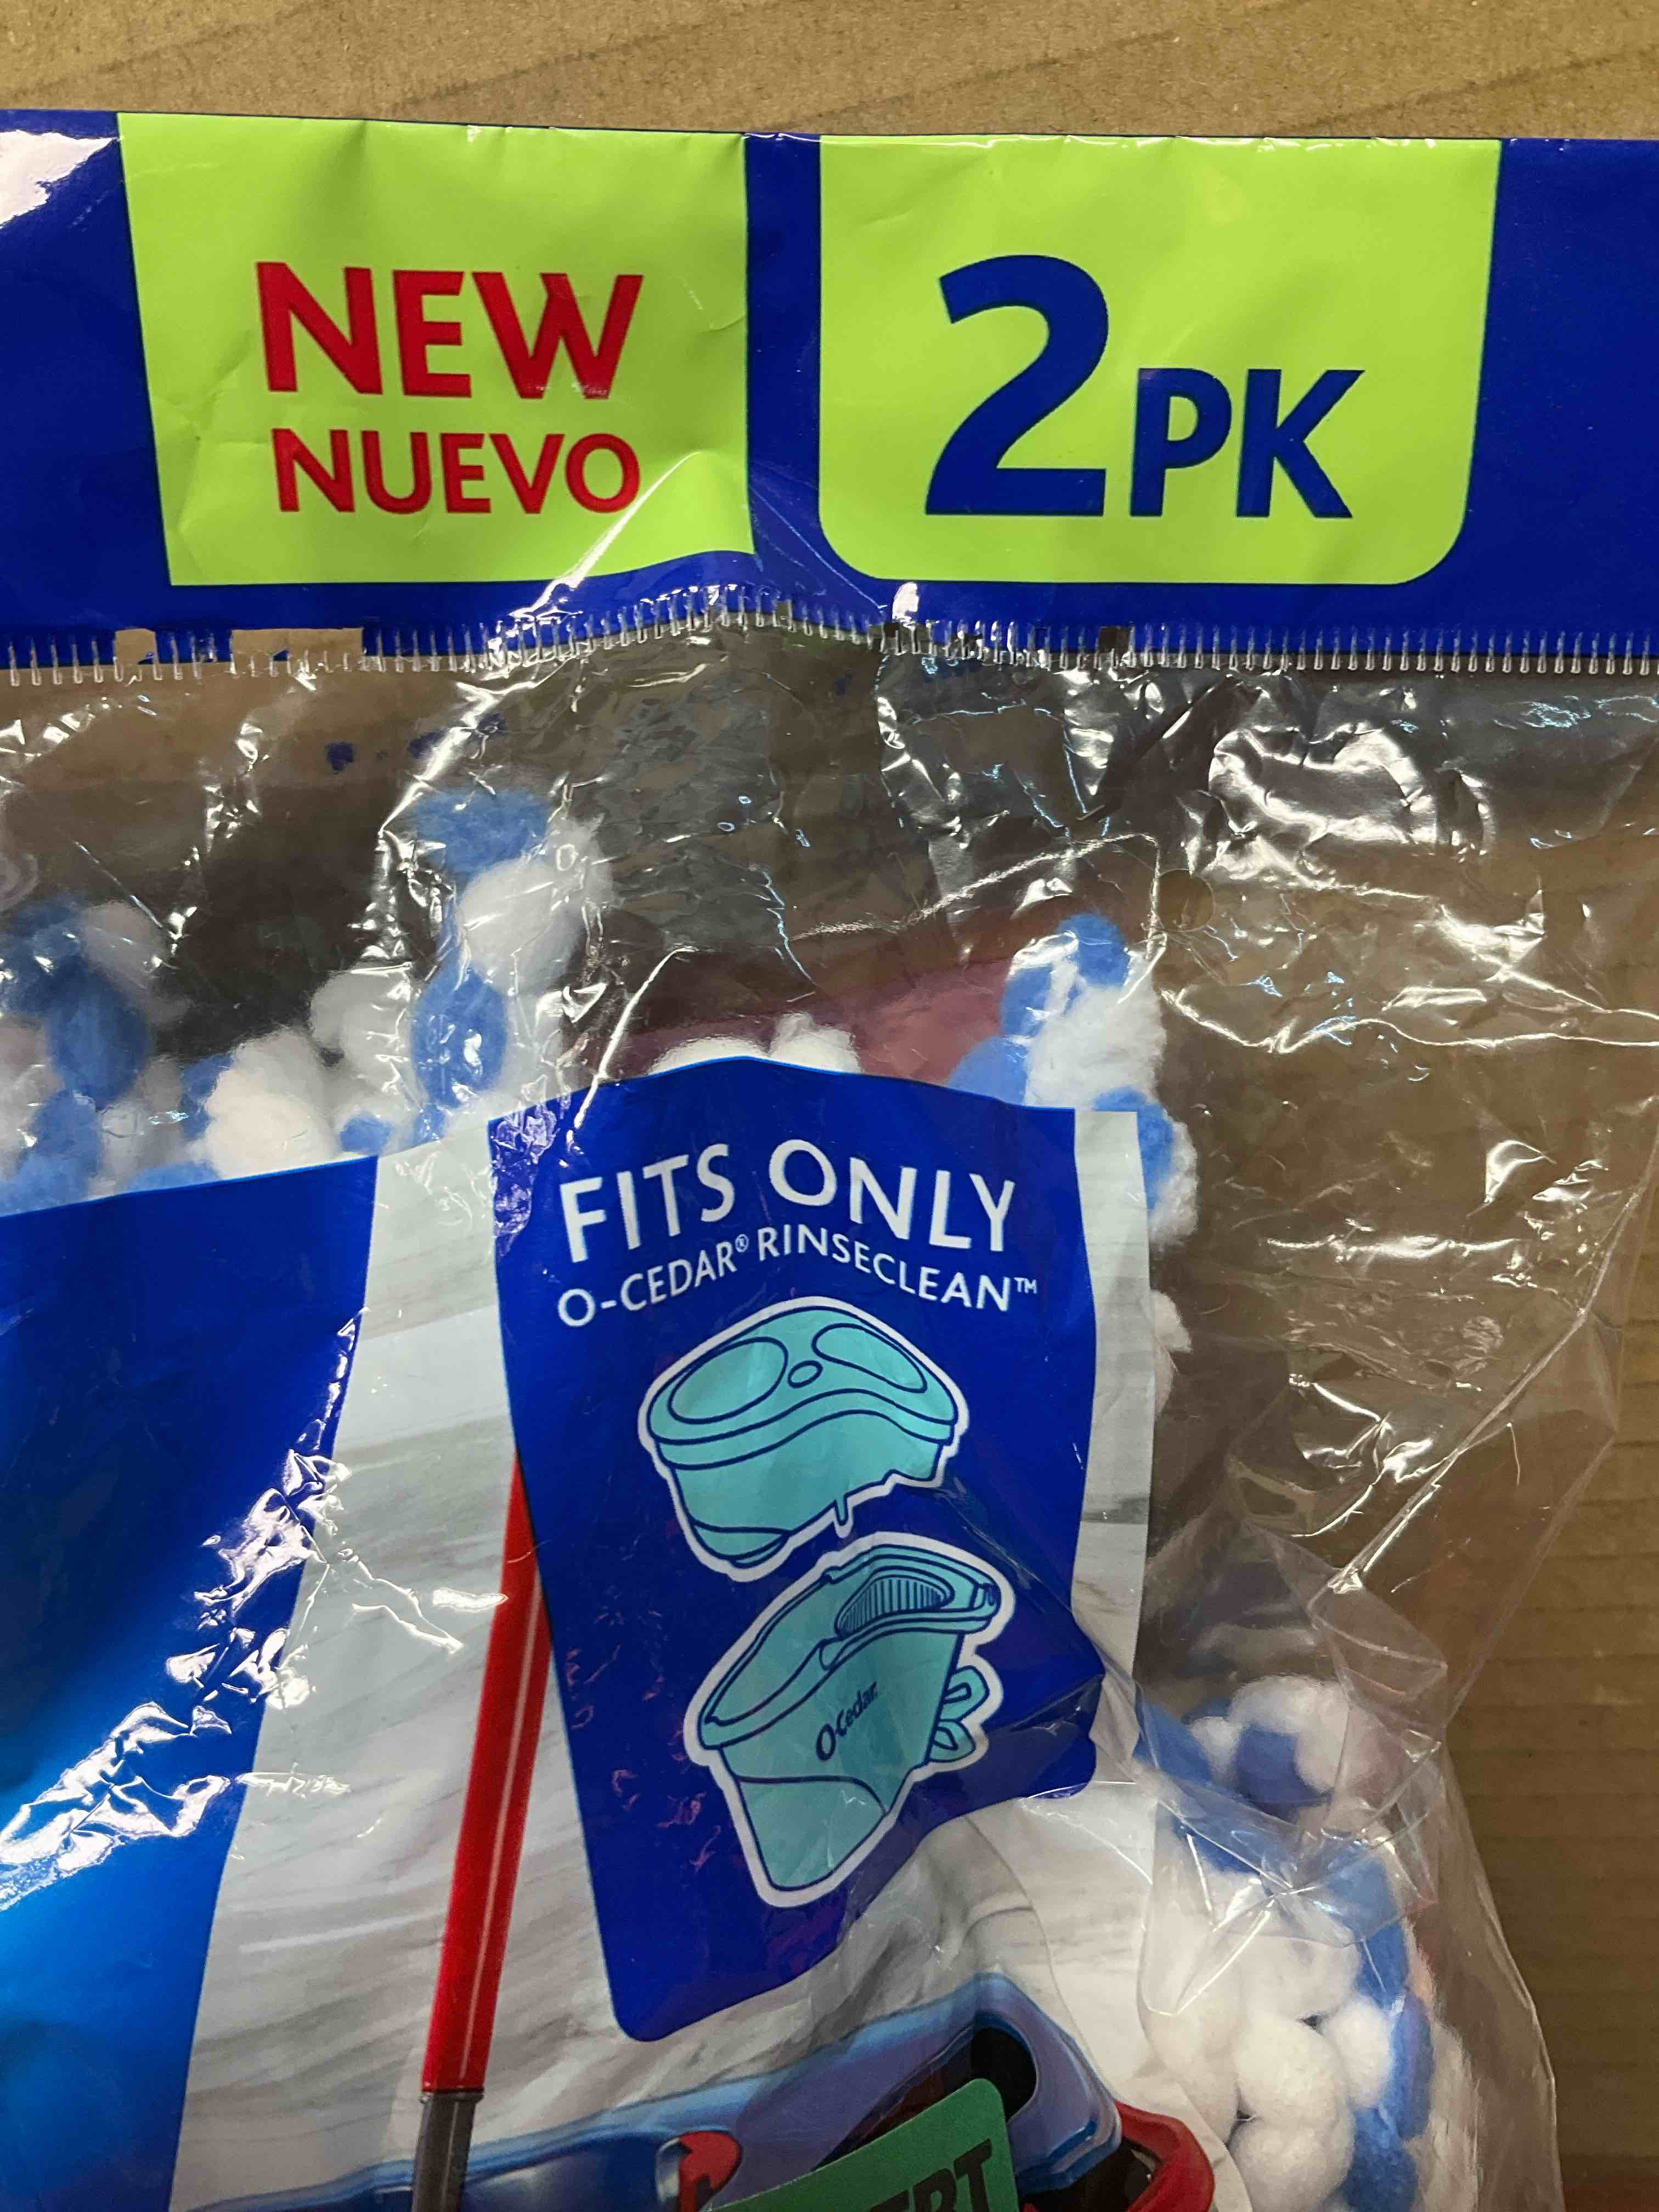 NEW
NUEVO
2PK
FITS ONLY
O-CEDAR® RINSECLEAN™
O-Cedar